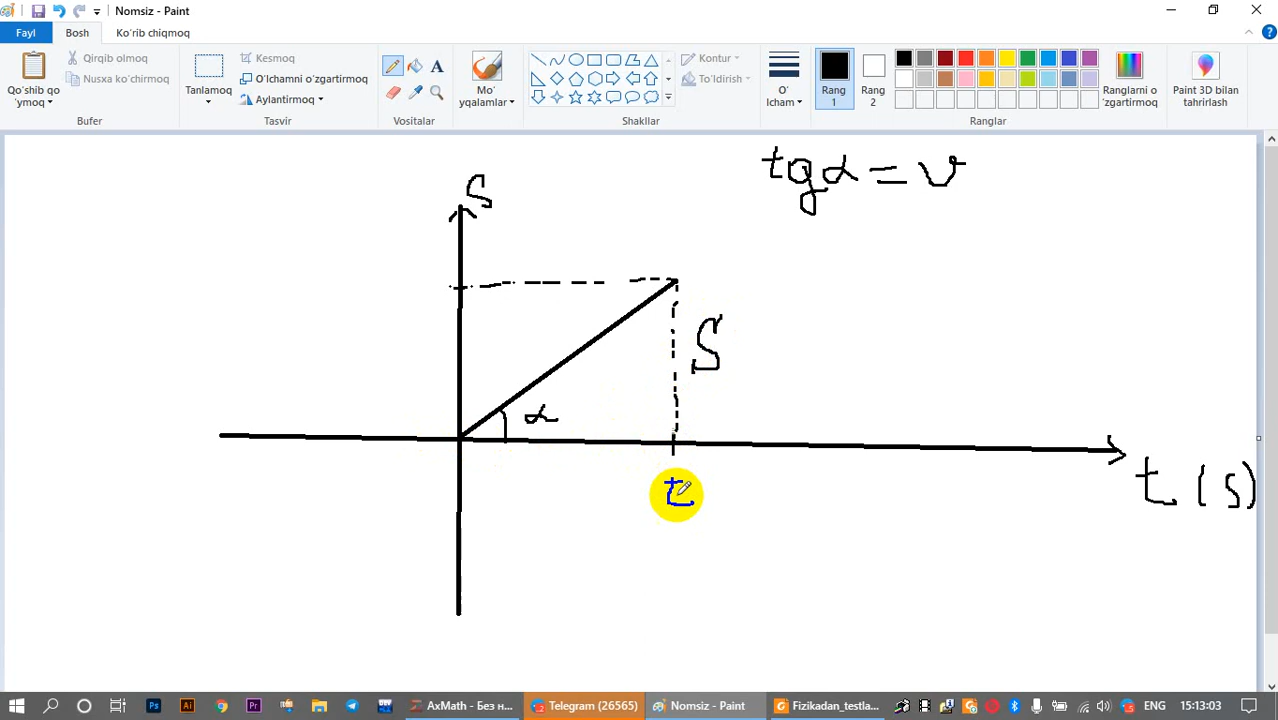 Nomsiz - Paint
Fayl Bosh Ko'rib chiqmoq
Qo'shib qo'ymoq
Qirqib olmoq
Nusxa ko'chirmoq
Bufer
Tanlamoq
Kesmoq
O'lchamni o'zgartirmoq
Aylantirmoq
Tasvir
A
Vositalar
Mo'yqalamlar
Kontur
To'ldirish
Shakllar
O'lcham
Rang 1
Rang 2
Ranglarni o'zgartirmoq
Ranglar
Paint 3D bilan tahrirlash
tgα = v
S
S
α
t
t (s)
AxMath - Без н...
Telegram (26565)
Nomsiz - Paint
Fizikadan_testla...
ENG
15:13:03